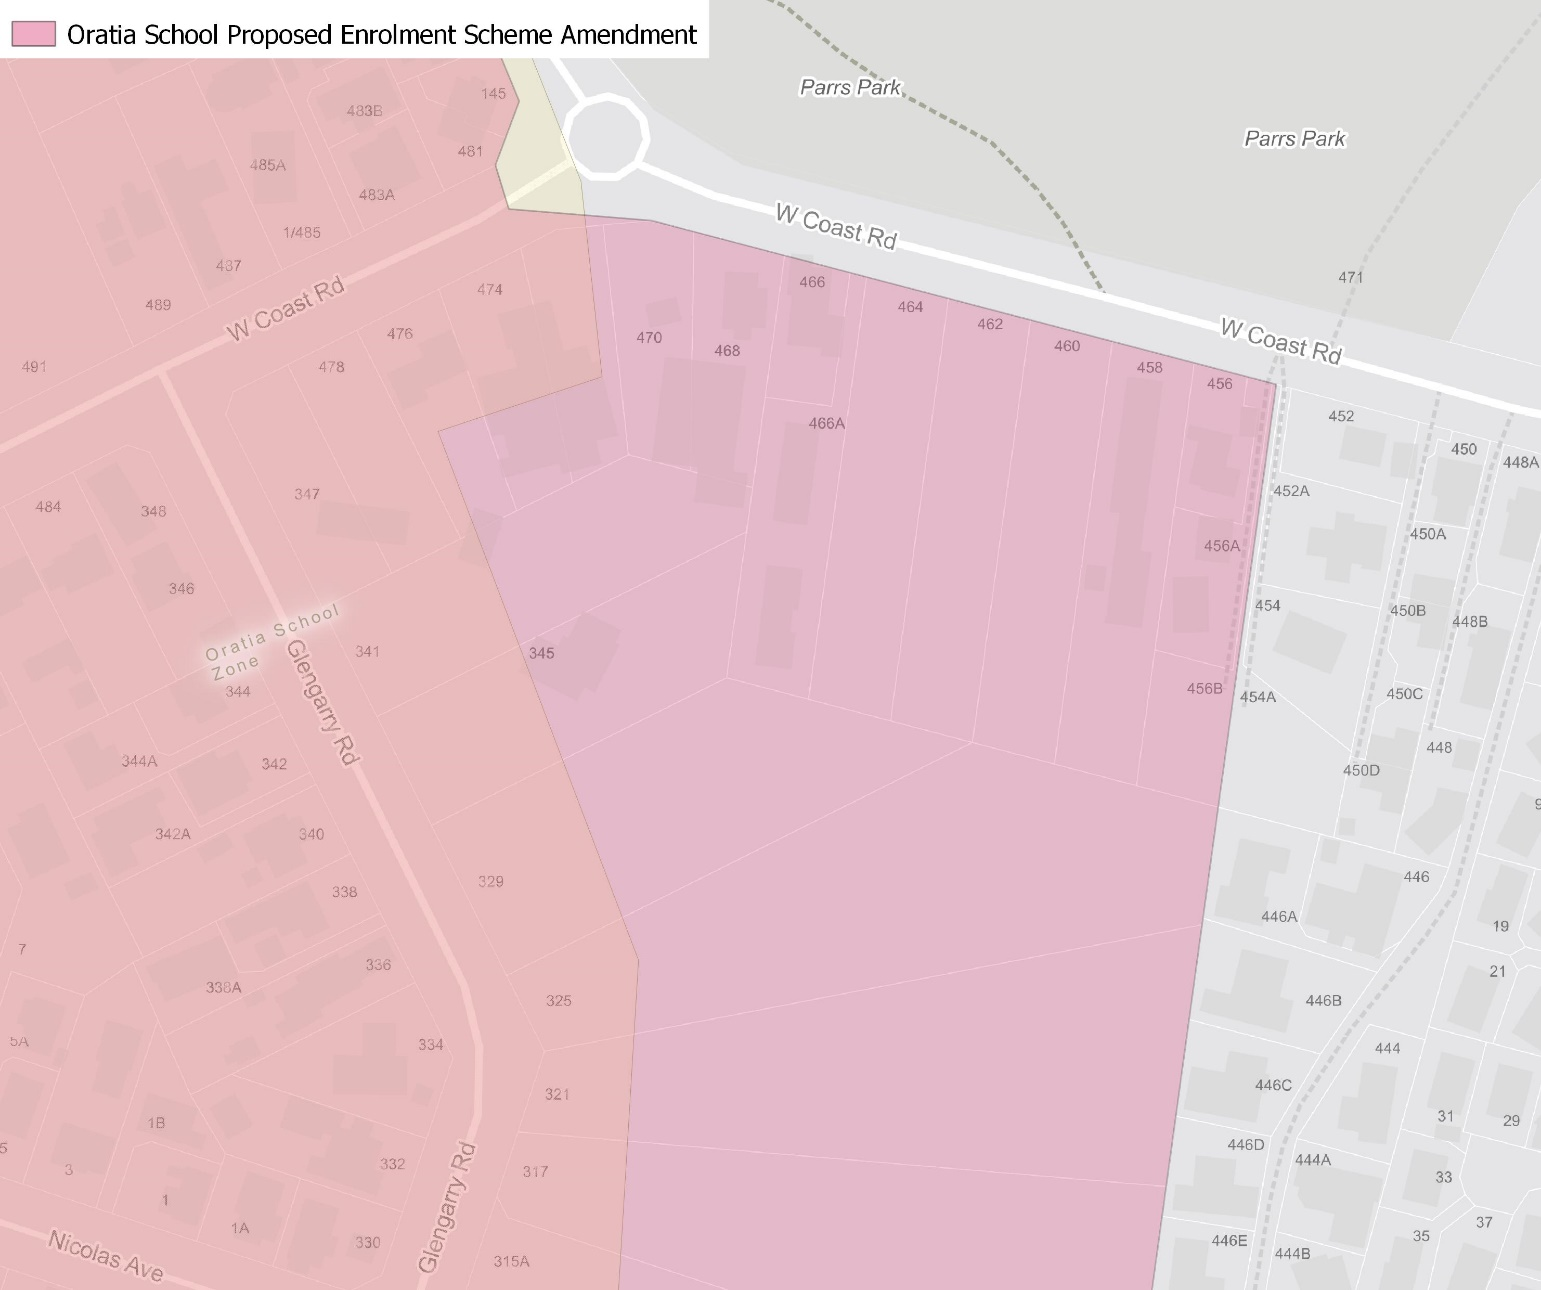 Oratia School Proposed Enrolment Scheme Amendment
Parrs Park
145
483B
Parrs Park
481
485A
483A
W Coast Rd
1/485
487
471
466
474
489
W Coast Rd
464
462
476
470
W Coast Rd
460
468
491
478
458
456
452
466A
450
448A
452A
347
484
348
450A
456A
346
454
450B
Oratia School
Zone
448B
Glengarry Rd
341
345
344
456B
454A
450C
448
344A
342
450D
342A
340
446
329
338
446A
19
7
336
21
338A
325
446B
5A
334
444
446C
321
31
1B
29
5
446D
332
444A
3
317
33
1
37
1A
35
Glengarry Rd
330
446E
444B
Nicolas Ave
315A